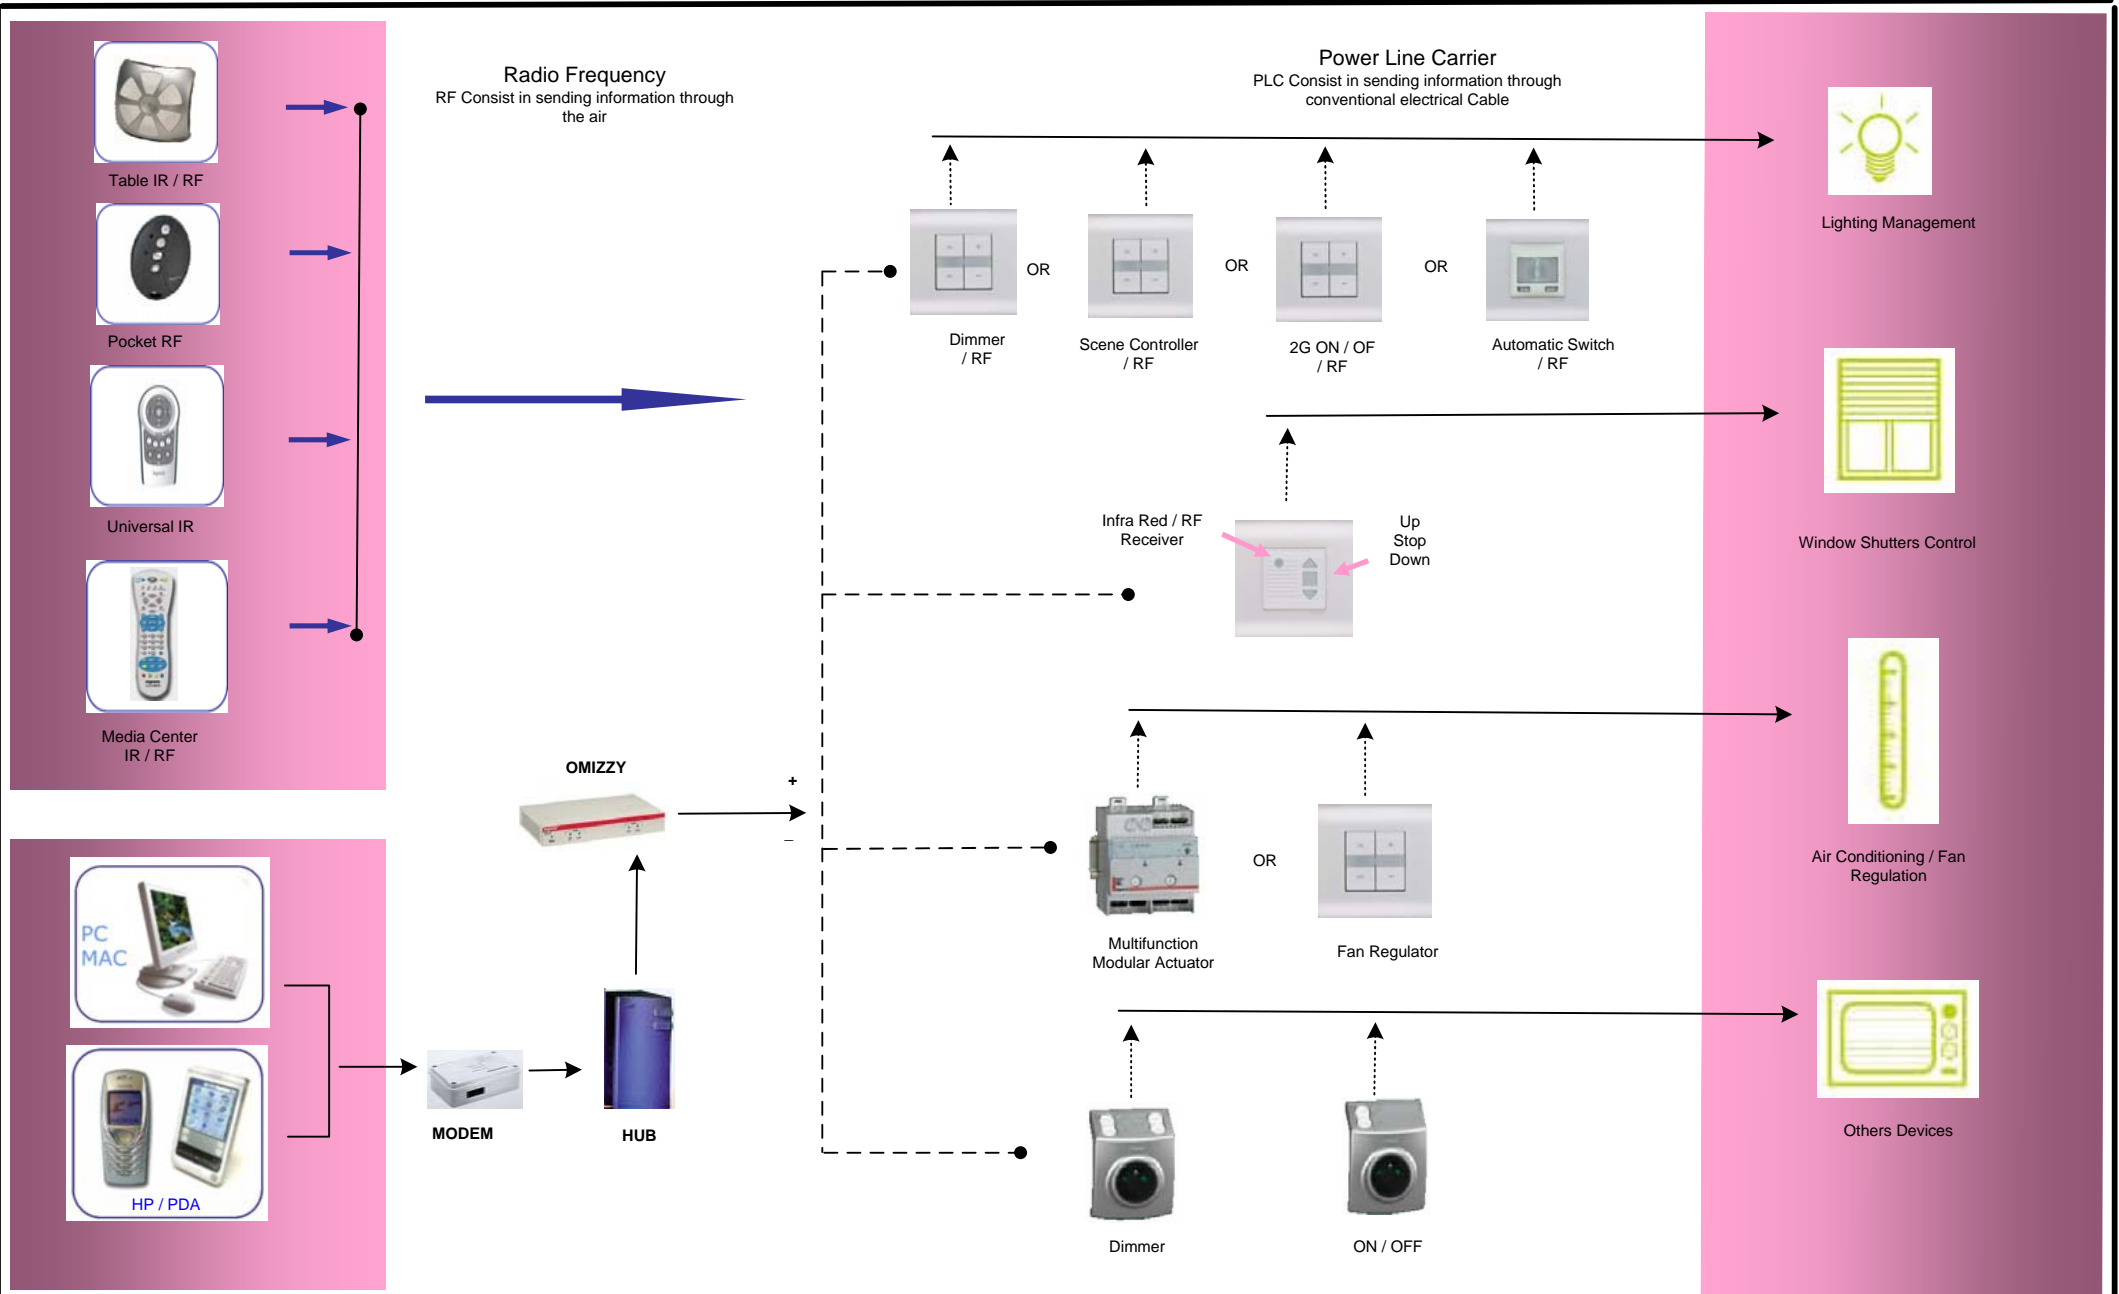 Radio Frequency
RF Consist in sending information through
the air
Power Line Carrier
PLC Consist in sending information through
conventional electrical Cable
Table IR / RF
Pocket RF
Universal IR
Media Center
IR / RF
Lighting Management
OR
OR
OR
Dimmer
/ RF
Scene Controller
/ RF
2G ON / OF
/ RF
Automatic Switch
/ RF
Infra Red / RF
Receiver
Up
Stop
Down
Window Shutters Control
OMIZZY
+
_
OR
Multifunction
Modular Actuator
Fan Regulator
Air Conditioning / Fan
Regulation
PC
MAC
HP / PDA
MODEM
HUB
Dimmer
ON / OFF
Others Devices